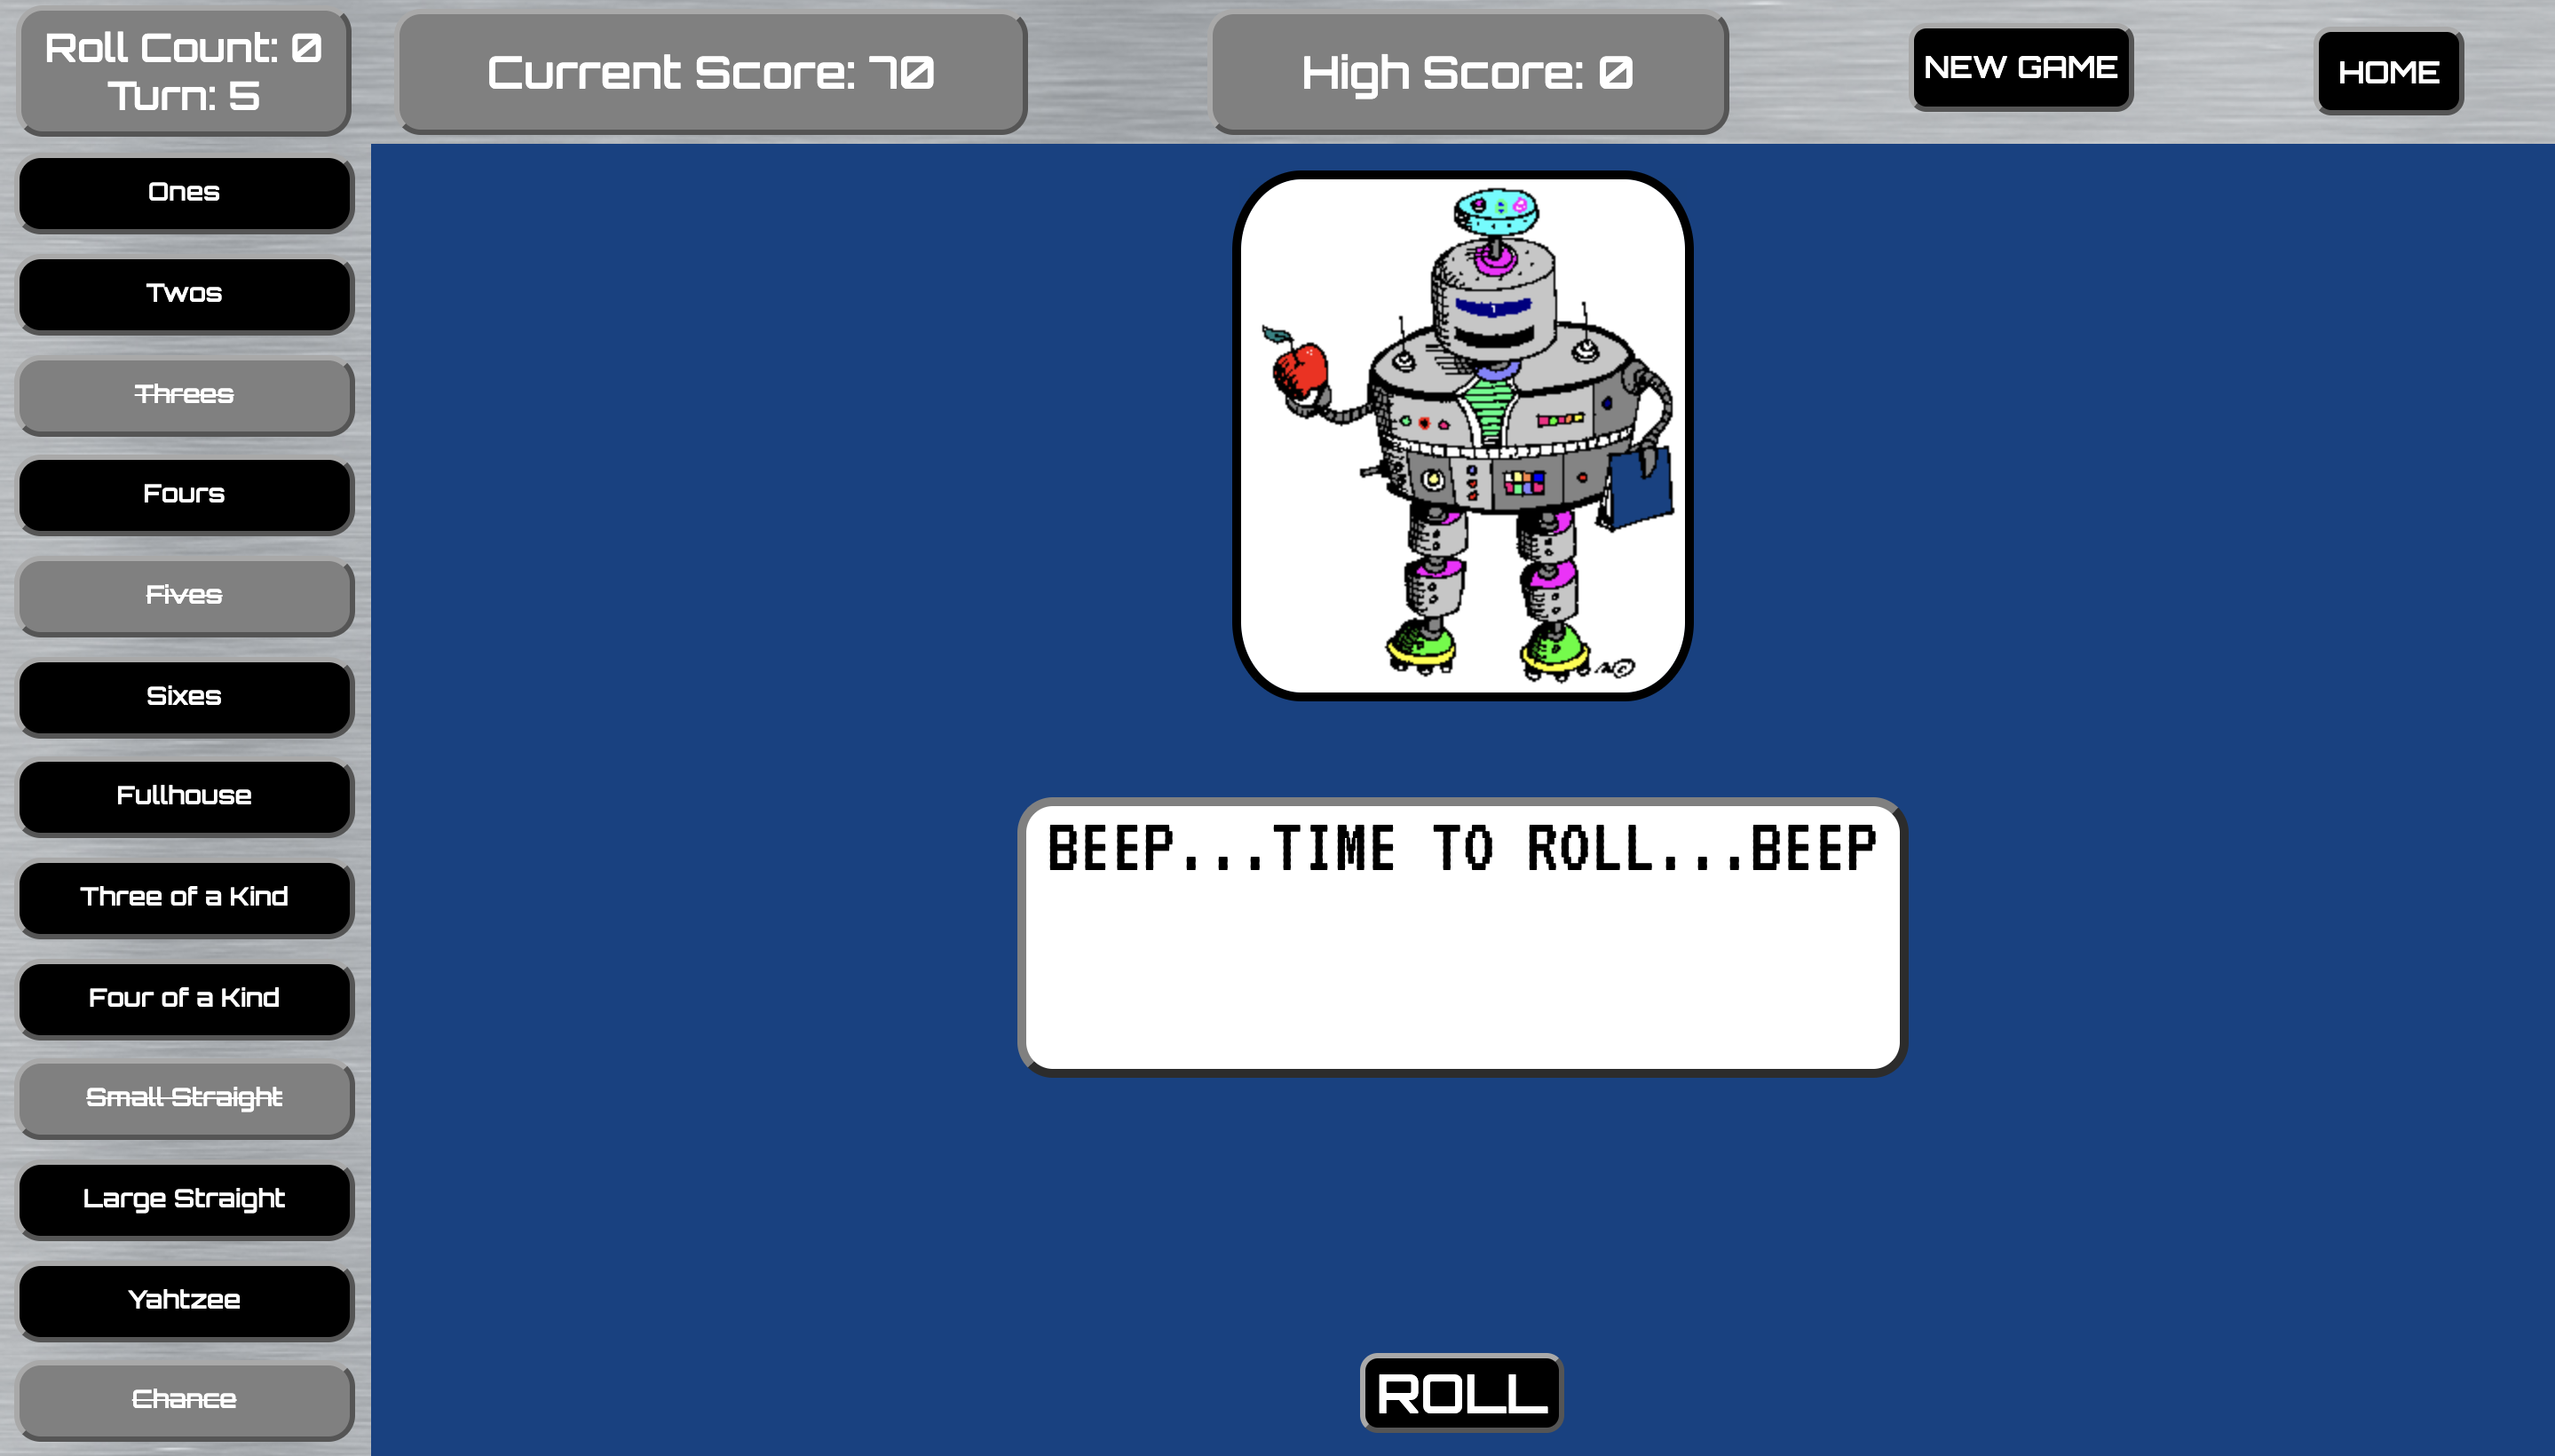 Roll Count: 0
Turn: 5
Current Score: 70
High Score: 0
NEW GAME
HOME
Ones
Twos
Threes
Fours
Fives
Sixes
Fullhouse
Three of a Kind
Four of a Kind
Small Straight
Large Straight
Yahtzee
Chance
BEEP...TIME TO ROLL...BEEP
ROLL